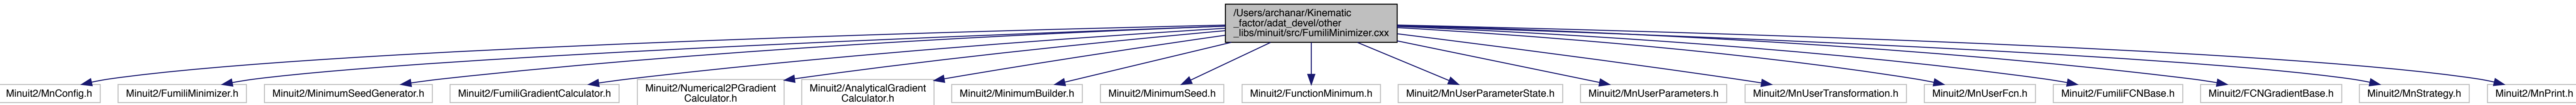 /Users/archanar/Kinematic
_factor/adat_devel/other
_libs/minuit/src/FumiliMinimizer.cxx
Minuit2/MnConfig.h
Minuit2/FumiliMinimizer.h
Minuit2/MinimumSeedGenerator.h
Minuit2/FumiliGradientCalculator.h
Minuit2/Numerical2PGradient
Calculator.h
Minuit2/AnalyticalGradient
Calculator.h
Minuit2/MinimumBuilder.h
Minuit2/MinimumSeed.h
Minuit2/FunctionMinimum.h
Minuit2/MnUserParameterState.h
Minuit2/MnUserParameters.h
Minuit2/MnUserTransformation.h
Minuit2/MnUserFcn.h
Minuit2/FumiliFCNBase.h
Minuit2/FCNGradientBase.h
Minuit2/MnStrategy.h
Minuit2/MnPrint.h